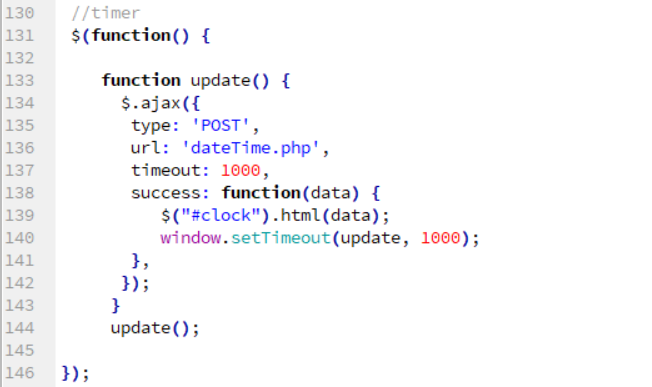 130 //timer
131 $(function() {
132
133 function update() {
134 $.ajax({
135 type: 'POST',
136 url: 'dateTime.php',
137 timeout: 1000,
138 success: function(data) {
139 $("#clock").html(data);
140 window.setTimeout(update, 1000);
141 },
142 });
143 }
144 update();
145
146 });